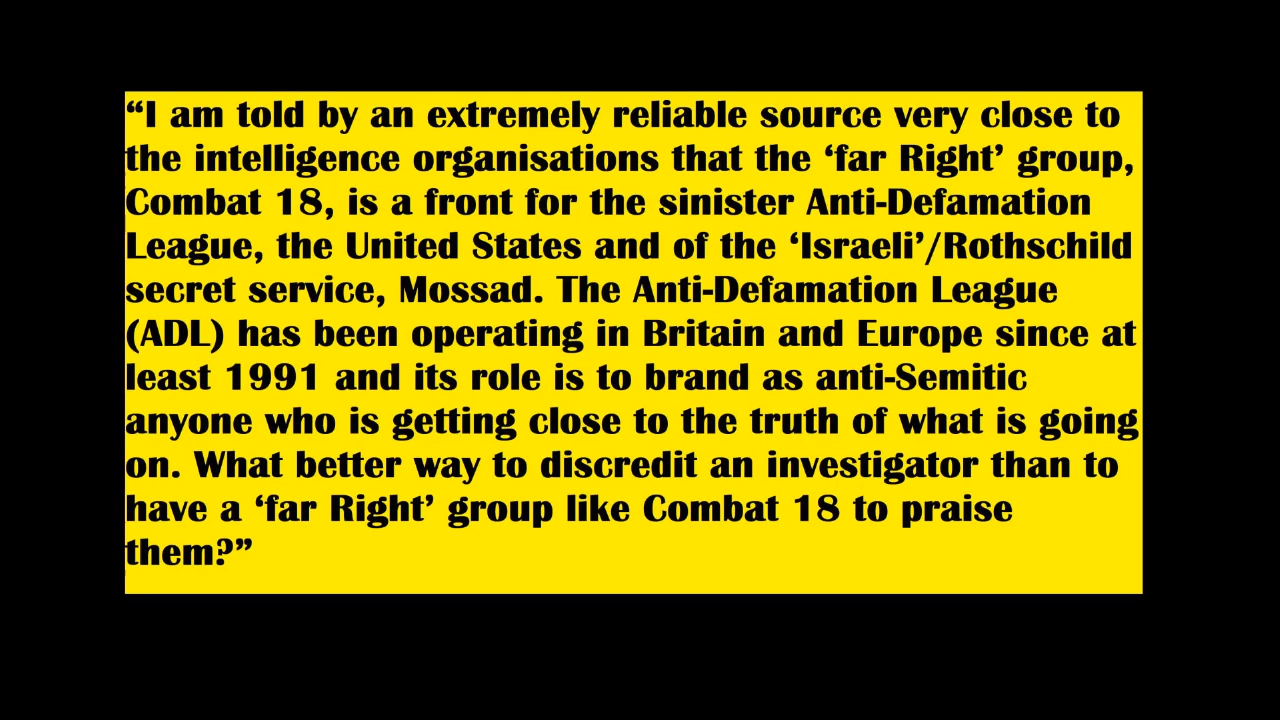 “I am told by an extremely reliable source very close to
the intelligence organisations that the ‘far Right’ group,
Combat 18, is a front for the sinister Anti-Defamation
League, the United States and of the ‘Israeli’/Rothschild
secret service, Mossad. The Anti-Defamation League
(ADL) has been operating in Britain and Europe since at
least 1991 and its role is to brand as anti-Semitic
anyone who is getting close to the truth of what is going
on. What better way to discredit an investigator than to
have a ‘far Right’ group like Combat 18 to praise
them?”